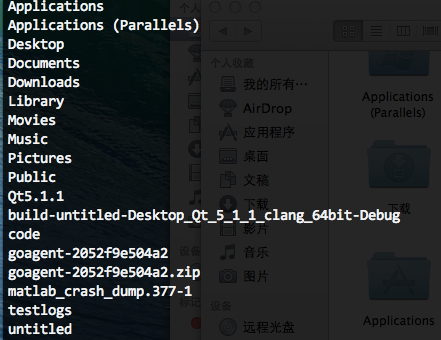 Applications
Applications (Parallels)
Desktop
Documents
Downloads
Library
Movies
Music
Pictures
Public
Qt5.1.1
build-untitled-Desktop_Qt_5_1_1_clang_64bit-Debug
code
goagent-2052f9e504a2
goagent-2052f9e504a2.zip
matlab_crash_dump.377-1
testlogs
untitled
个人收藏
我的所有…
AirDrop
应用程序
桌面
文稿
下载
影片
音乐
图片
设备
远程光盘
Applications
(Parallels)
下载
Applications